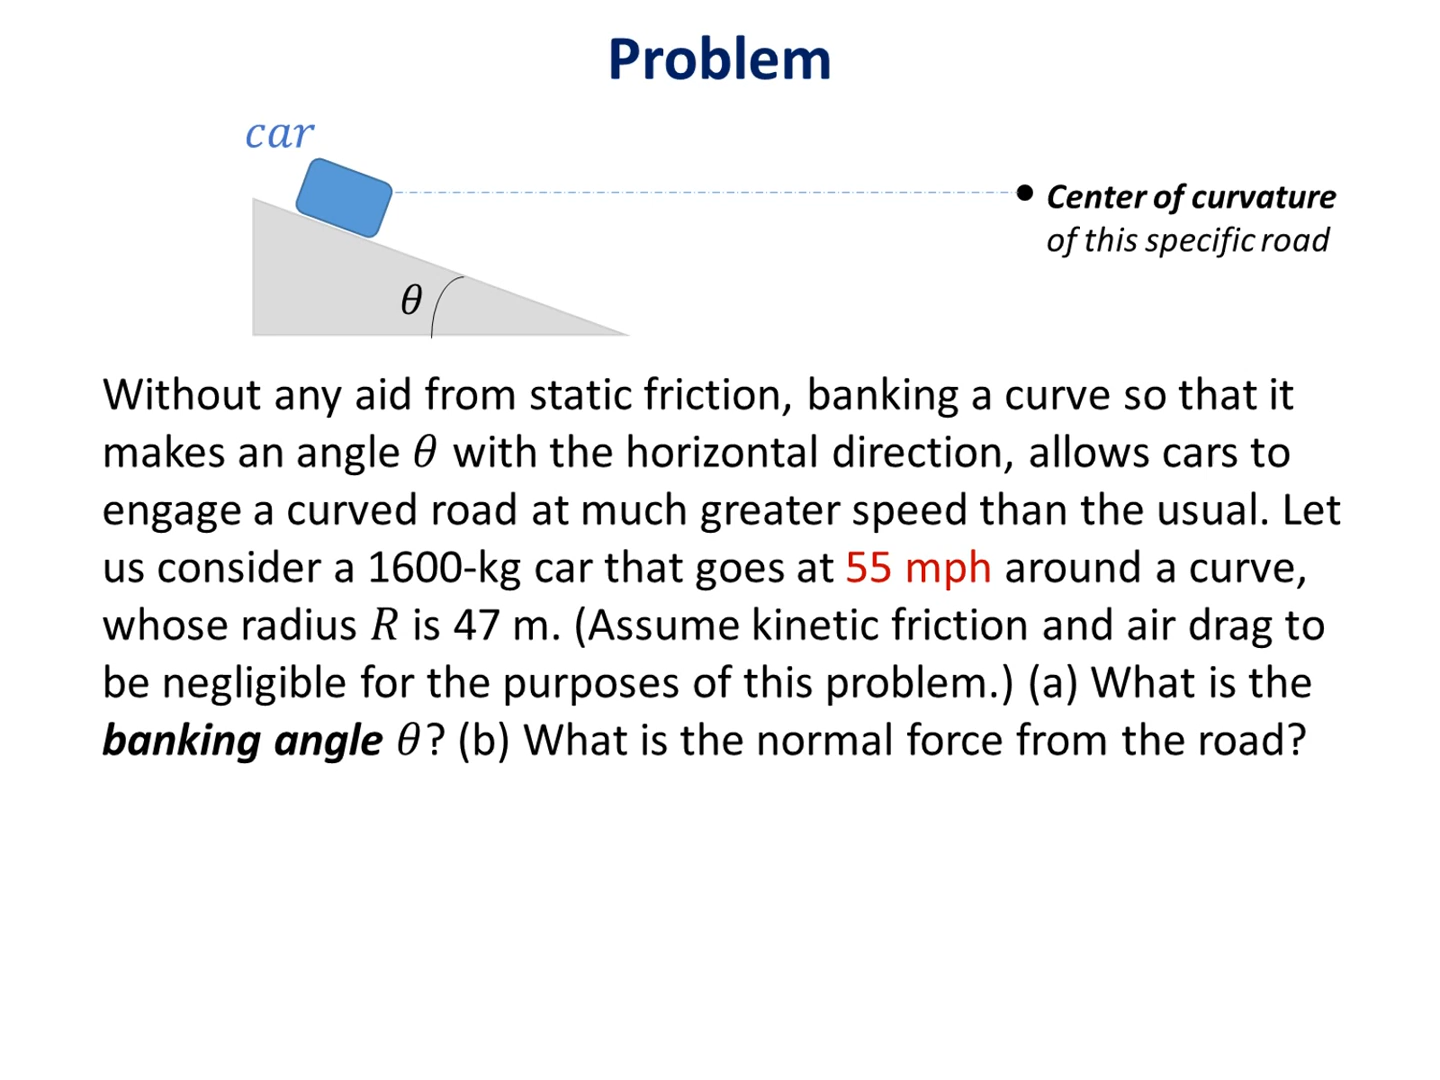 Problem
car
Center of curvature
of this specific road
θ
Without any aid from static friction, banking a curve so that it
makes an angle θ with the horizontal direction, allows cars to
engage a curved road at much greater speed than the usual. Let
us consider a 1600-kg car that goes at 55 mph around a curve,
whose radius R is 47 m. (Assume kinetic friction and air drag to
be negligible for the purposes of this problem.) (a) What is the
banking angle θ? (b) What is the normal force from the road?